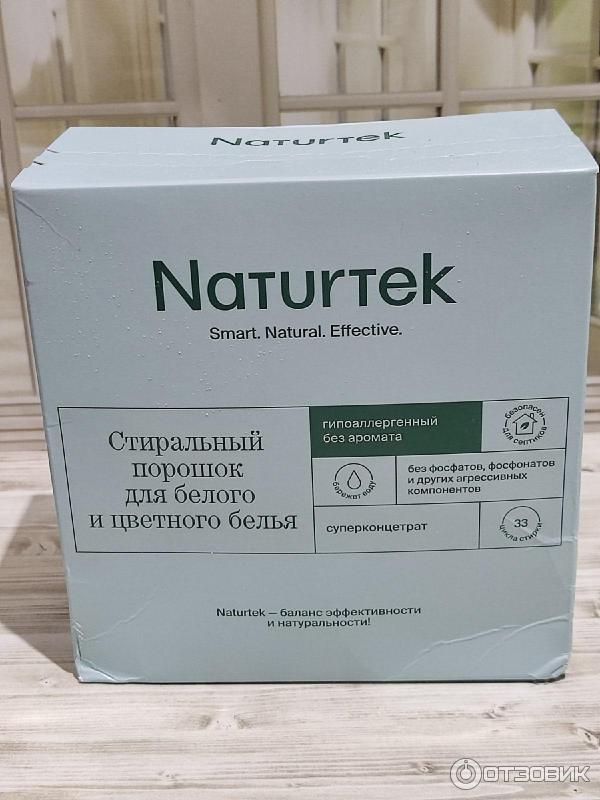 Naturtek
Naturtek
Smart. Natural. Effective.
Стиральный
порошок
для белого
и цветного белья
гипоаллергенный
без аромата
безопасен
для септиков
бережет воду
без фосфатов, фосфонатов
и других агрессивных
компонентов
суперконцетрат
33
цикла стирки
Naturtek — баланс эффективности
и натуральности!
ОТЗОВИК